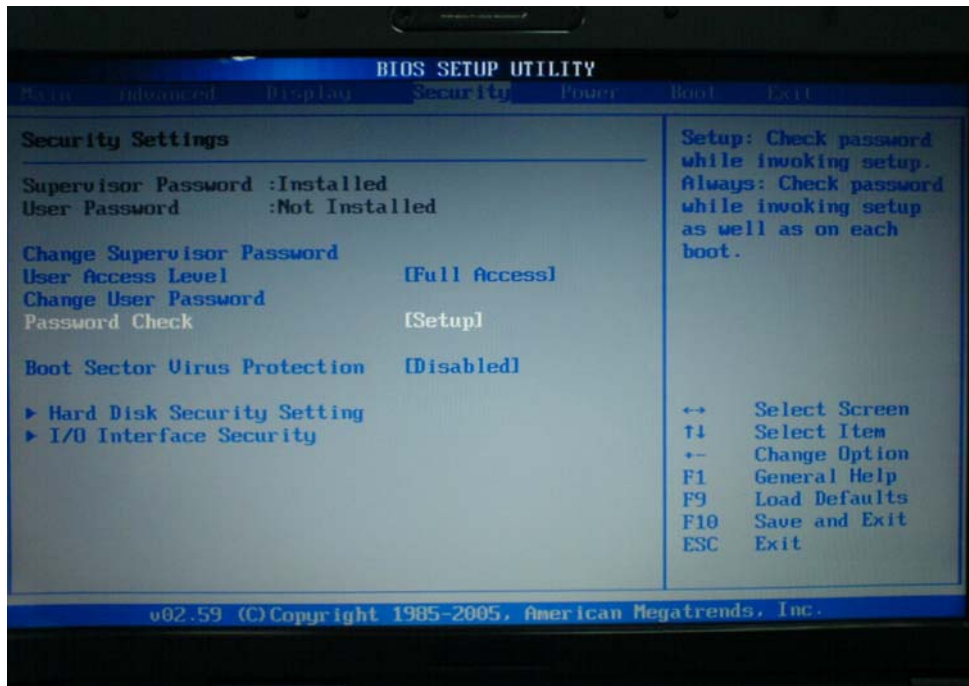 BIOS SETUP UTILITY
Main Advanced Display Security Power Boot Exit
Security Settings
Supervisor Password :Installed
User Password :Not Installed
Change Supervisor Password
User Access Level [Full Access]
Change User Password
Password Check [Setup]
Boot Sector Virus Protection [Disabled]
► Hard Disk Security Setting
► I/O Interface Security
Setup: Check password
while invoking setup.
Always: Check password
while invoking setup
as well as on each
boot.
↔ Select Screen
↑↓ Select Item
+- Change Option
F1 General Help
F9 Load Defaults
F10 Save and Exit
ESC Exit
v02.59 (C)Copyright 1985-2005, American Megatrends, Inc.